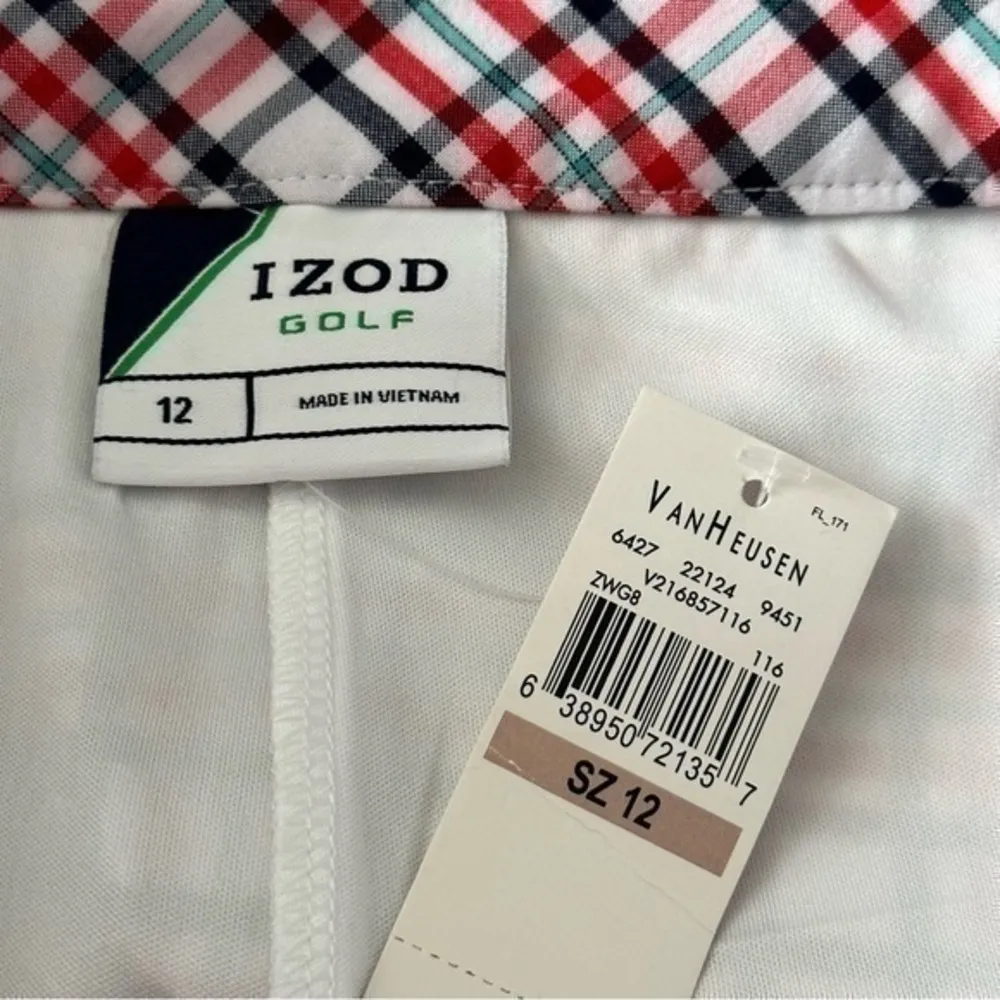 IZOD
GOLF
12
MADE IN VIETNAM
FL_171
VANHEUSEN
6427 22124 9451
ZWG8 V216857116
116
6 38950 72135 7
SZ 12